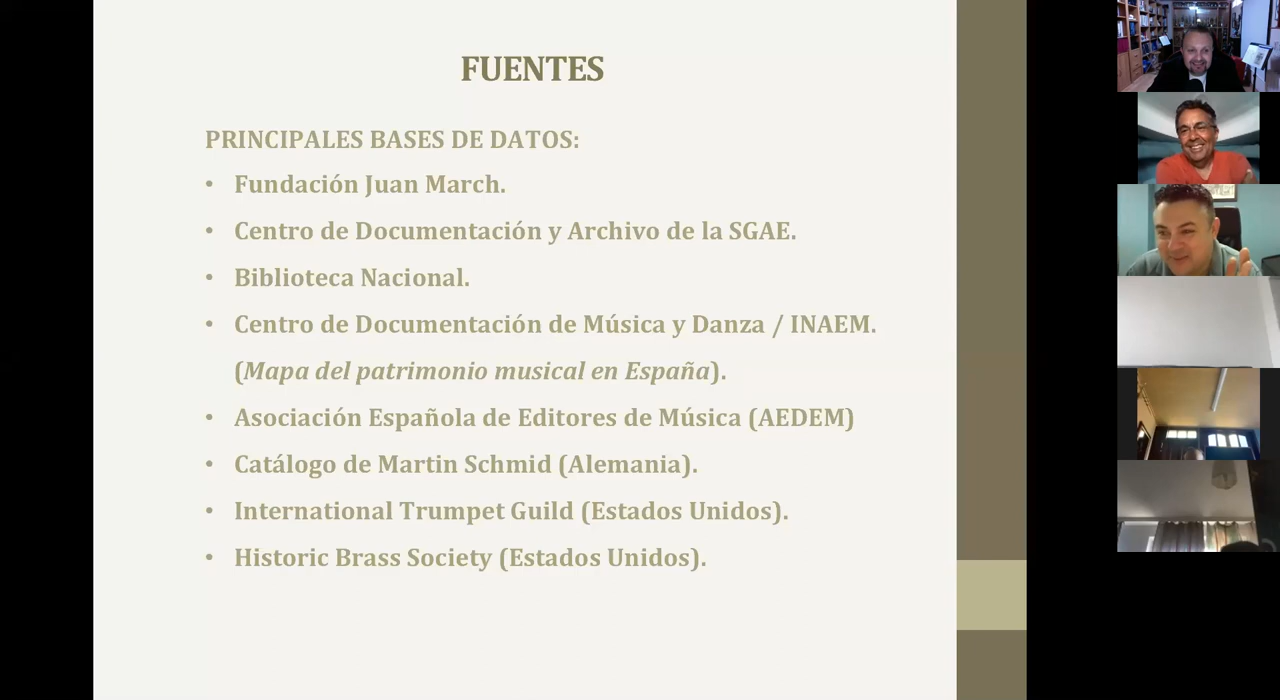 FUENTES
PRINCIPALES BASES DE DATOS:
• Fundación Juan March.
• Centro de Documentación y Archivo de la SGAE.
• Biblioteca Nacional.
• Centro de Documentación de Música y Danza / INAEM.
(Mapa del patrimonio musical en España).
• Asociación Española de Editores de Música (AEDEM)
• Catálogo de Martin Schmid (Alemania).
• International Trumpet Guild (Estados Unidos).
• Historic Brass Society (Estados Unidos).